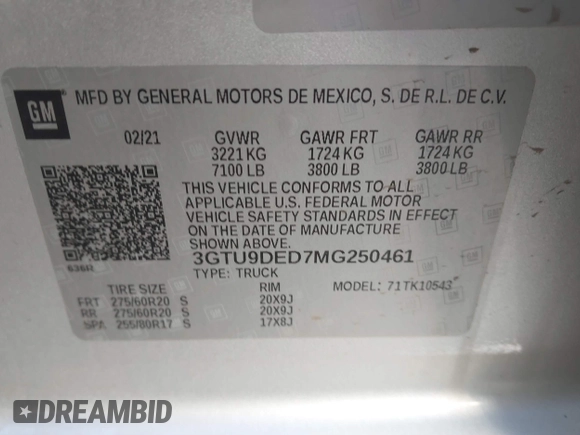 GM
MFD BY GENERAL MOTORS DE MEXICO, S. DE R.L. DE C.V.
02/21 GVWR GAWR FRT GAWR RR
3221 KG 1724 KG 1724 KG
7100 LB 3800 LB 3800 LB
THIS VEHICLE CONFORMS TO ALL
APPLICABLE U.S. FEDERAL MOTOR
VEHICLE SAFETY STANDARDS IN EFFECT
ON THE DATE OF MANUFACTURE
SHOWN ABOVE.
636R 3GTU9DED7MG250461
TYPE: TRUCK MODEL: 71TK10543
TIRE SIZE RIM
FRT 275/60R20 S 20X9J
RR 275/60R20 S 20X9J
SPA 255/80R17 S 17X8J
DREAMBID